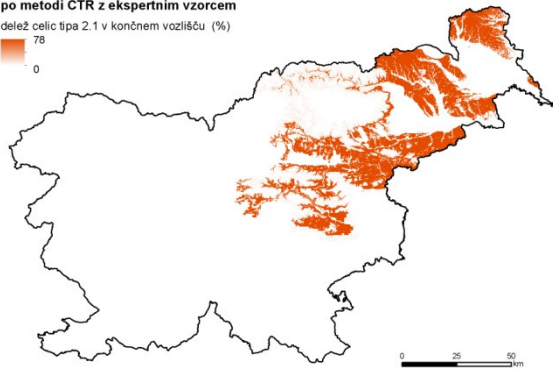 po metodi CTR z ekspertnim vzorcem
delež celic tipa 2.1 v končnem vozlišču (%)
78
0
0 25 50
km